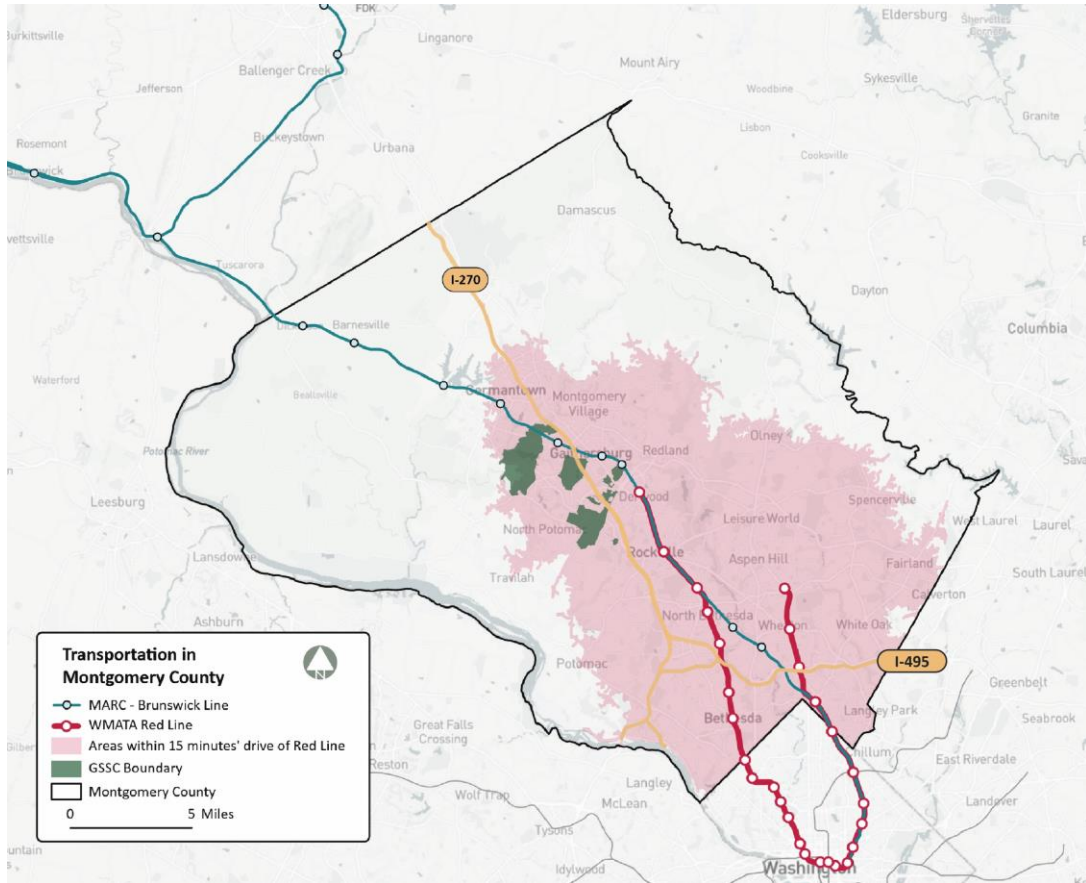 FDK
Eldersburg
Burkittsville
Linganore
Ballenger Creek
Mount Airy
Sykesville
Jefferson
Woodbine
Granite
Buckeystown
Lisbon
Rosemont
Urbana
Cooksville
Damascus
vettsville
Tuscarora
I-270
Dayton
Columbia
Barnesville
Waterford
Beallsville
Germantown
Montgomery
Village
Olney
Potomac River
Gaithersburg
Redland
Leesburg
Derwood
Spencerville
North Potomac
Leisure World
West Laurel
Laurel
Lansdowne
Rockville
Aspen Hill
Fairland
Travilah
South Laurel
Calverton
Ashburn
North Bethesda
Wheaton
White Oak
Potomac
I-495
Greenbelt
Bethesda
Langley Park
Seabrook
Great Falls
Crossing
Reston
Langley
hillum
East Riverdale
Wolf Trap
McLean
Landover
Tysons
Idylwood
Washington
Transportation in
Montgomery County
N
MARC - Brunswick Line
WMATA Red Line
Areas within 15 minutes' drive of Red Line
GSSC Boundary
Montgomery County
0 5 Miles